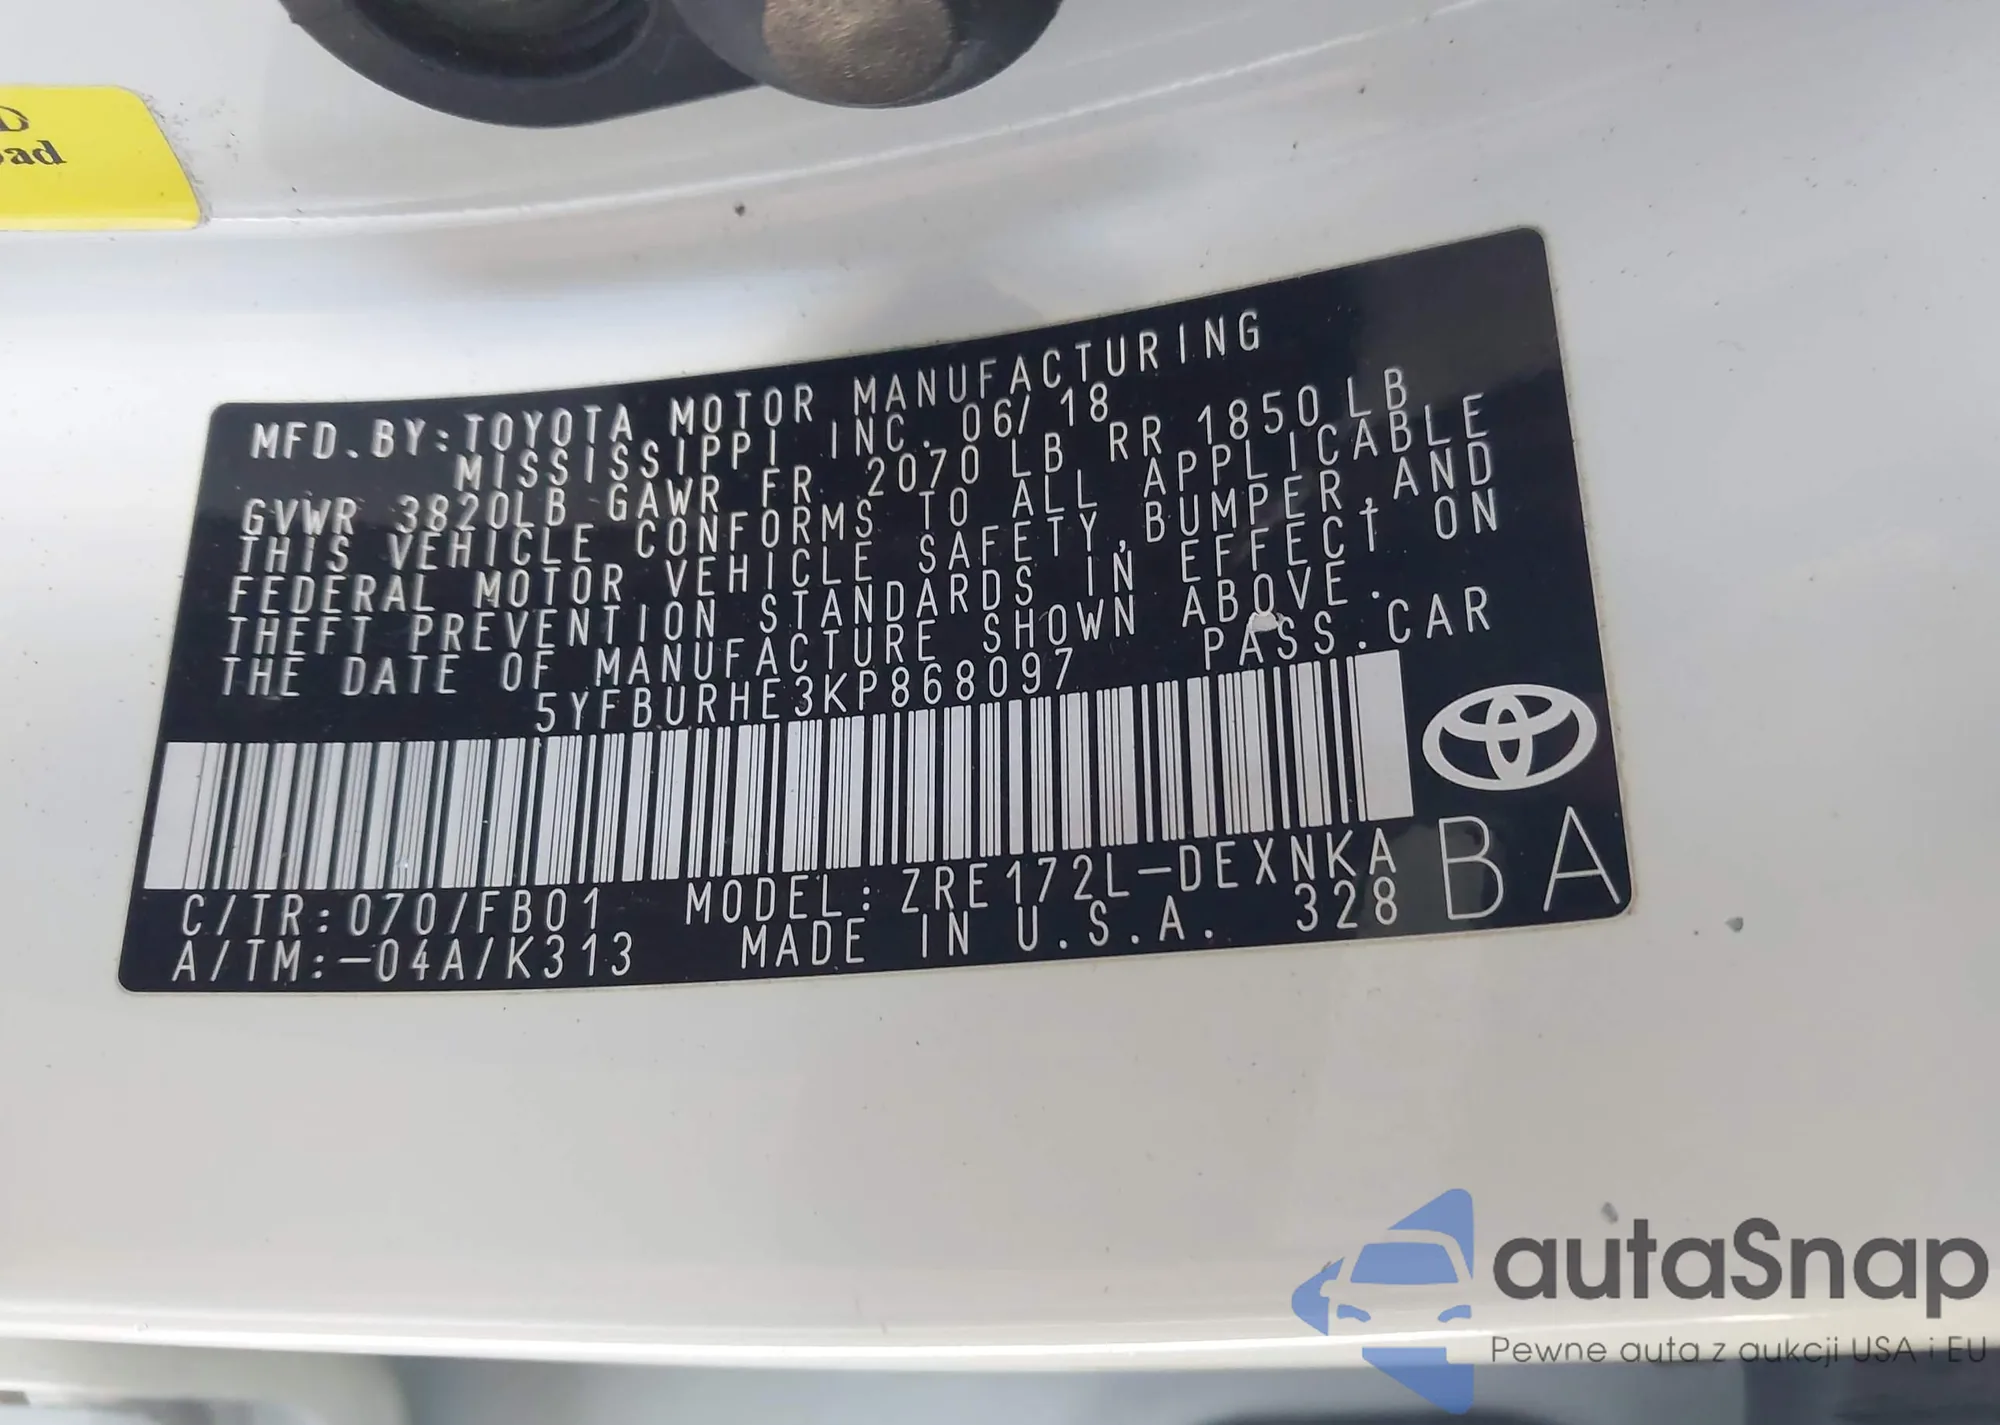 D
oad
MFD.BY:TOYOTA MOTOR MANUFACTURING
MISSISSIPPI INC. 06/18
GVWR 3820LB GAWR FR 2070LB RR 1850LB
THIS VEHICLE CONFORMS TO ALL APPLICABLE
FEDERAL MOTOR VEHICLE SAFETY,BUMPER,AND
THEFT PREVENTION STANDARDS IN EFFECT ON
THE DATE OF MANUFACTURE SHOWN ABOVE.
5YFBURHE3KP868097 PASS.CAR
C/TR:070/FB01 MODEL:ZRE172L-DEXNKA
A/TM:-04A/K313 MADE IN U.S.A. 328
BA
autaSnap
Pewne auta z aukcji USA i EU